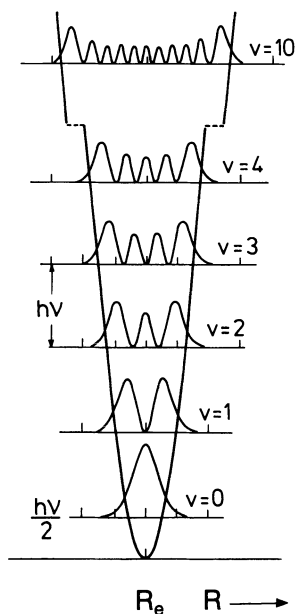 v=10
v=4
v=3
hν
v=2
v=1
hν/2
v=0
Rₑ R →